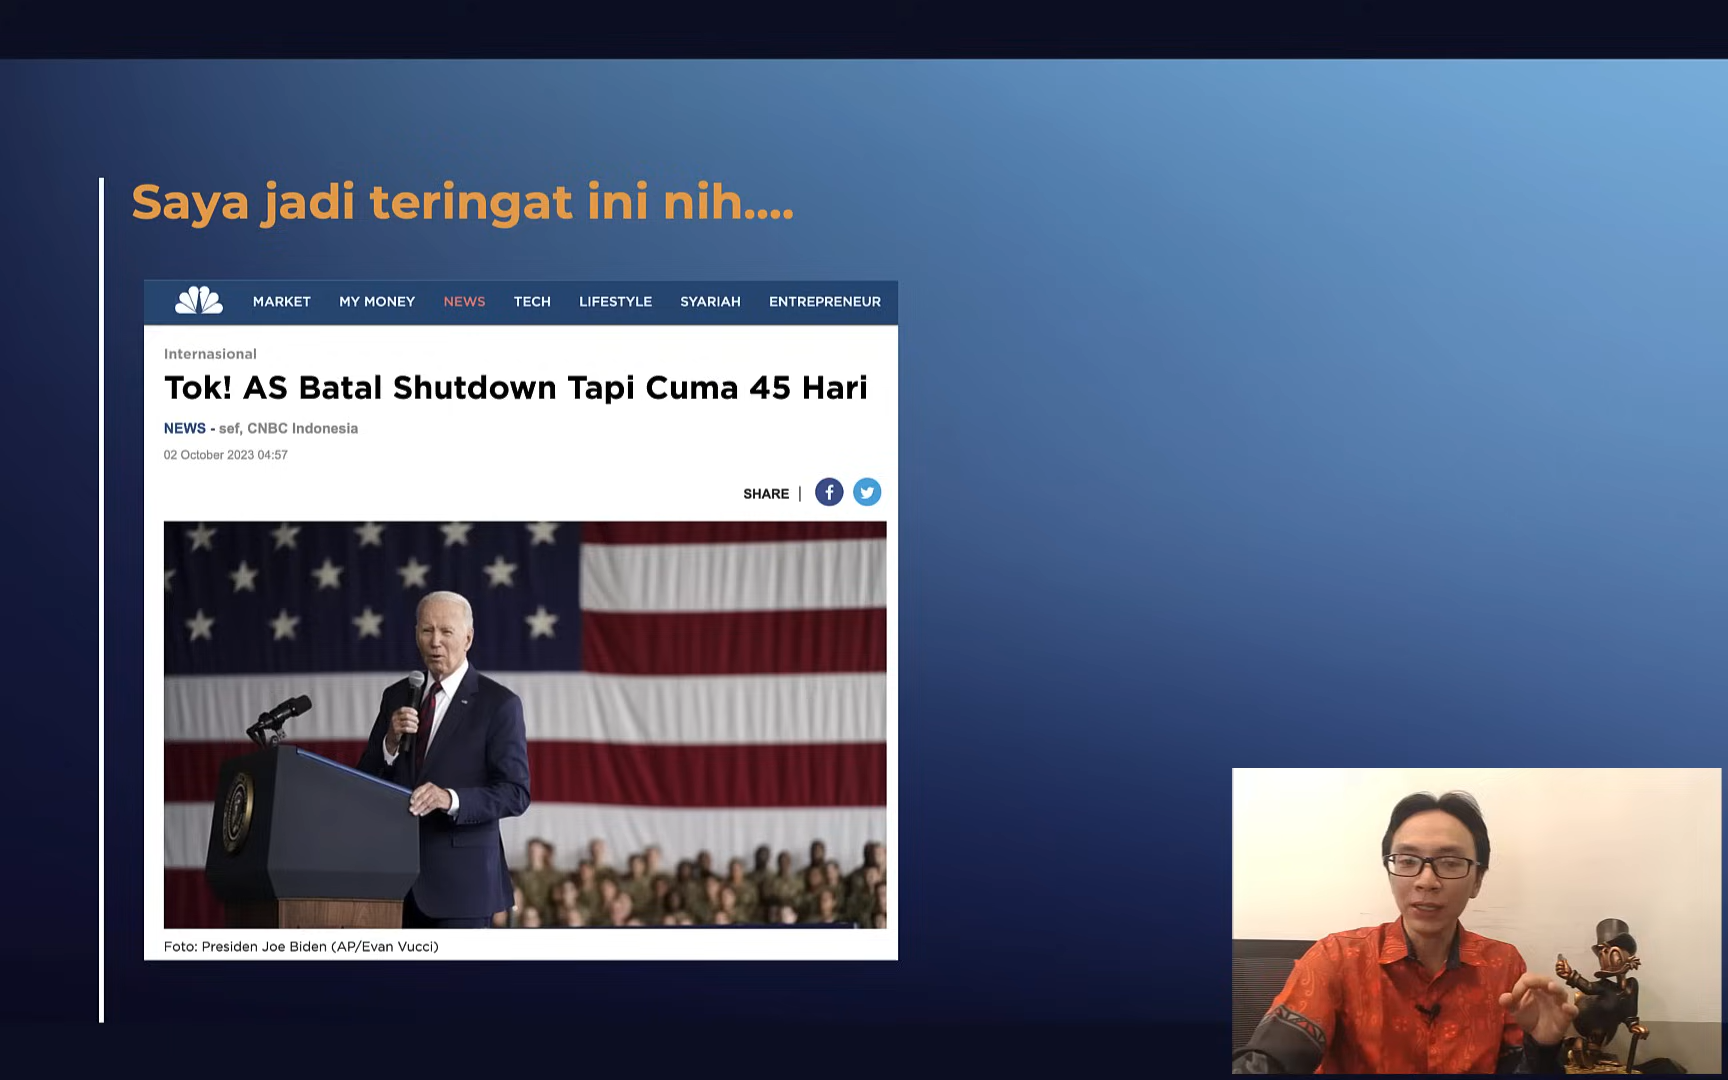 Saya jadi teringat ini nih....
MARKET MY MONEY NEWS TECH LIFESTYLE SYARIAH ENTREPRENEUR
Internasional
Tok! AS Batal Shutdown Tapi Cuma 45 Hari
NEWS - sef, CNBC Indonesia
02 October 2023 04:57
SHARE |
Foto: Presiden Joe Biden (AP/Evan Vucci)